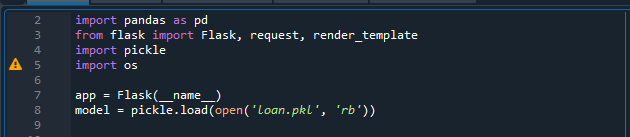 2 import pandas as pd
3 from flask import Flask, request, render_template
4 import pickle
5 import os
6
7 app = Flask(__name__)
8 model = pickle.load(open('loan.pkl', 'rb'))
9